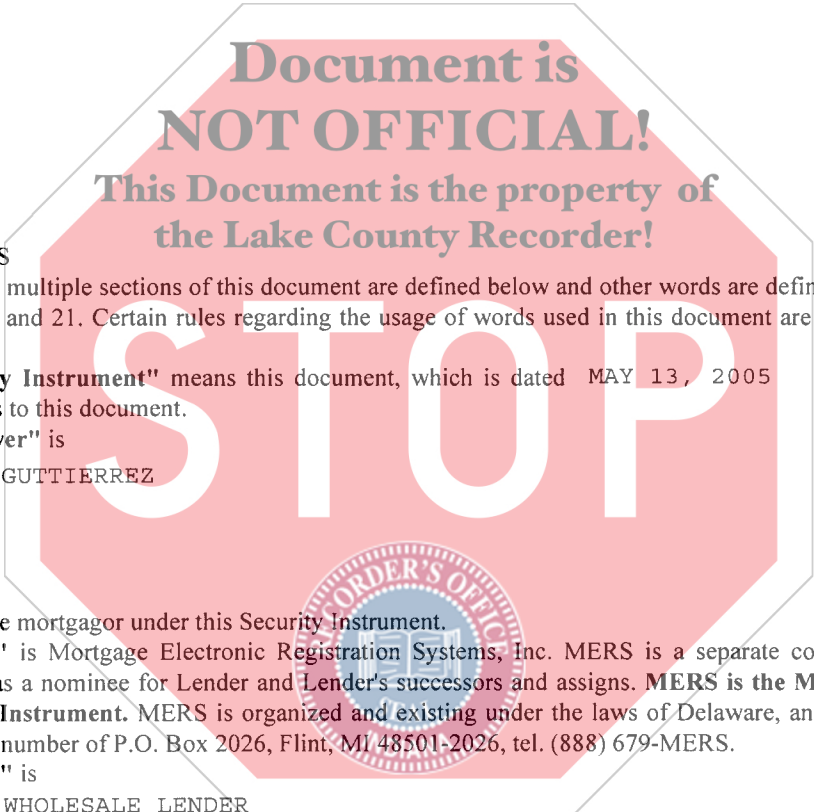 Document is
NOT OFFICIAL!
This Document is the property of
the Lake County Recorder!
S
multiple sections of this document are defined below and other words are defin
and 21. Certain rules regarding the usage of words used in this document are
y Instrument" means this document, which is dated MAY 13, 2005
s to this document.
ver" is
GUTTIERREZ
STOP
e mortgagor under this Security Instrument.
" is Mortgage Electronic Registration Systems, Inc. MERS is a separate co
as a nominee for Lender and Lender's successors and assigns. MERS is the M
Instrument. MERS is organized and existing under the laws of Delaware, an
number of P.O. Box 2026, Flint, MI 48501-2026, tel. (888) 679-MERS.
" is
WHOLESALE LENDER
RECORDER'S OFFICE
SEAL
INDIANA